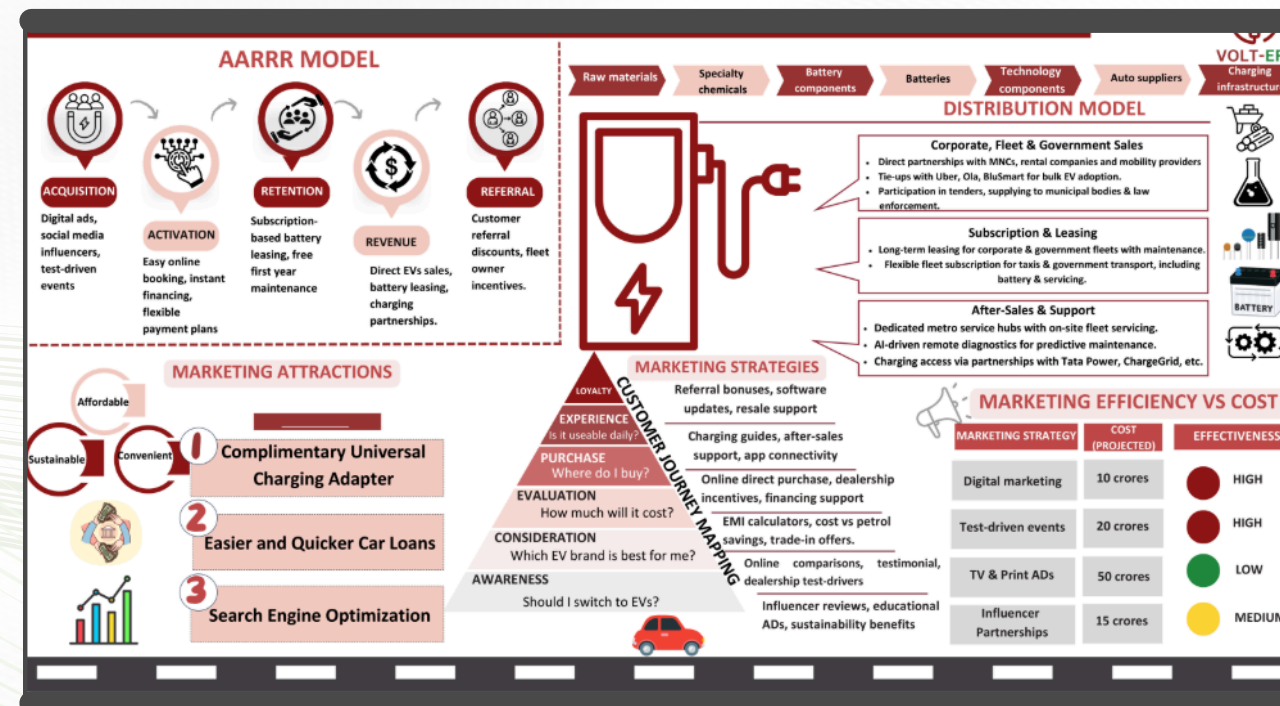 AARRR MODEL
ACQUISITION
Digital ads,
social media
influencers,
test-driven
events
ACTIVATION
Easy online
booking, instant
financing,
flexible
payment plans
RETENTION
Subscription-
based battery
leasing, free
first year
maintenance
REVENUE
Direct EVs sales,
battery leasing,
charging
partnerships.
REFERRAL
Customer
referral
discounts, fleet
owner
incentives.
VOLT-
Raw materials
Specialty
chemicals
Battery
components
Batteries
Technology
components
Auto suppliers
Charging
DISTRIBUTION MODEL
Corporate, Fleet & Government Sales
• Direct partnerships with MNCs, rental companies and mobility providers
• Tie-ups with Uber, Ola, BluSmart for bulk EV adoption.
• Participation in tenders, supplying to municipal bodies & law
enforcement.
Subscription & Leasing
• Long-term leasing for corporate & government fleets with maintenance.
• Flexible fleet subscription for taxis & government transport, including
battery & servicing.
After-Sales & Support
• Dedicated metro service hubs with on-site fleet servicing.
• AI-driven remote diagnostics for predictive maintenance.
• Charging access via partnerships with Tata Power, ChargeGrid, etc.
BATTERY
MARKETING ATTRACTIONS
Affordable
Sustainable
Convenient
1
Complimentary Universal
Charging Adapter
2
Easier and Quicker Car Loans
3
Search Engine Optimization
LOYALTY
EXPERIENCE
Is it useable daily?
PURCHASE
Where do I buy?
EVALUATION
How much will it cost?
CONSIDERATION
Which EV brand is best for me?
AWARENESS
Should I switch to EVs?
CUSTOMER JOURNEY MAPPING
MARKETING STRATEGIES
Referral bonuses, software
updates, resale support
Charging guides, after-sales
support, app connectivity
Online direct purchase, dealership
incentives, financing support
EMI calculators, cost vs petrol
savings, trade-in offers.
Online comparisons, testimonial,
dealership test-drivers
Influencer reviews, educational
ADs, sustainability benefits
MARKETING EFFICIENCY VS COST
MARKETING STRATEGY
COST
(PROJECTED)
EFFECTIVENESS
Digital marketing
10 crores
HIGH
Test-driven events
20 crores
HIGH
TV & Print ADs
50 crores
LOW
Influencer
Partnerships
15 crores
MEDIUM